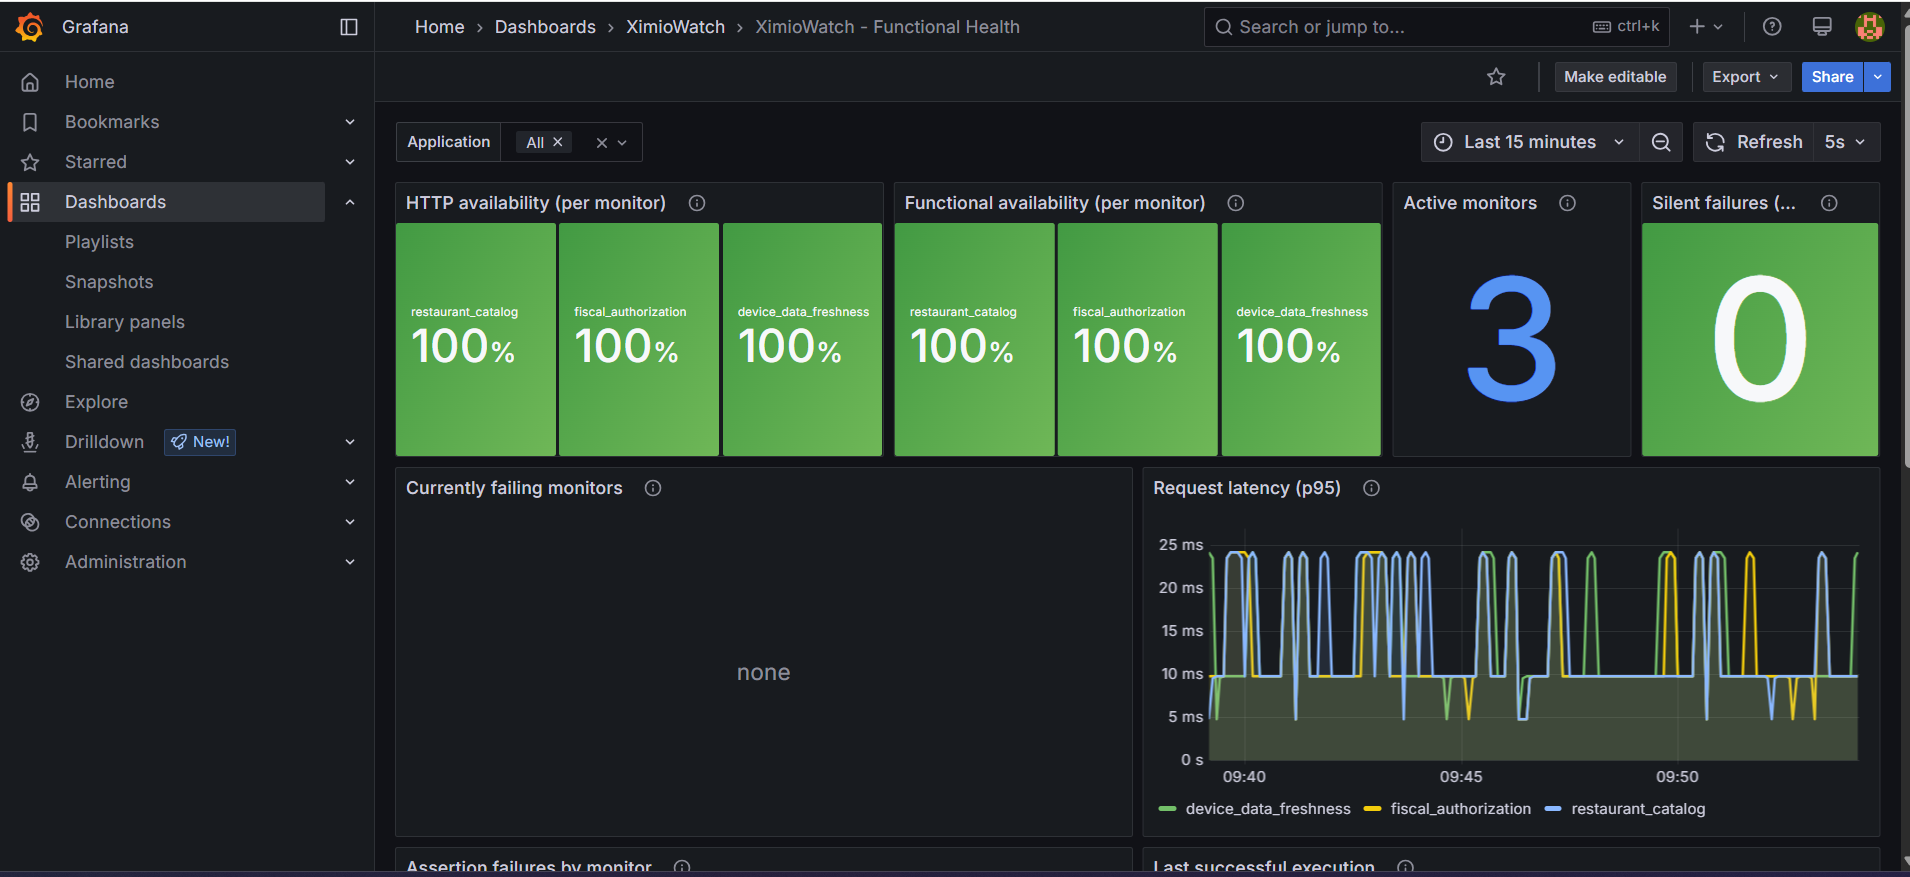 Grafana
Home › Dashboards › XimioWatch › XimioWatch - Functional Health
Search or jump to...
ctrl+k
Make editable
Export
Share
Home
Bookmarks
Starred
Dashboards
Playlists
Snapshots
Library panels
Shared dashboards
Explore
Drilldown New!
Alerting
Connections
Administration
Application All
Last 15 minutes
Refresh 5s
HTTP availability (per monitor)
restaurant_catalog
100%
fiscal_authorization
100%
device_data_freshness
100%
Functional availability (per monitor)
restaurant_catalog
100%
fiscal_authorization
100%
device_data_freshness
100%
Active monitors
3
Silent failures (...
0
Currently failing monitors
none
Request latency (p95)
25 ms
20 ms
15 ms
10 ms
5 ms
0 s
09:40 09:45 09:50
device_data_freshness fiscal_authorization restaurant_catalog
Assertion failures by monitor
Last successful execution